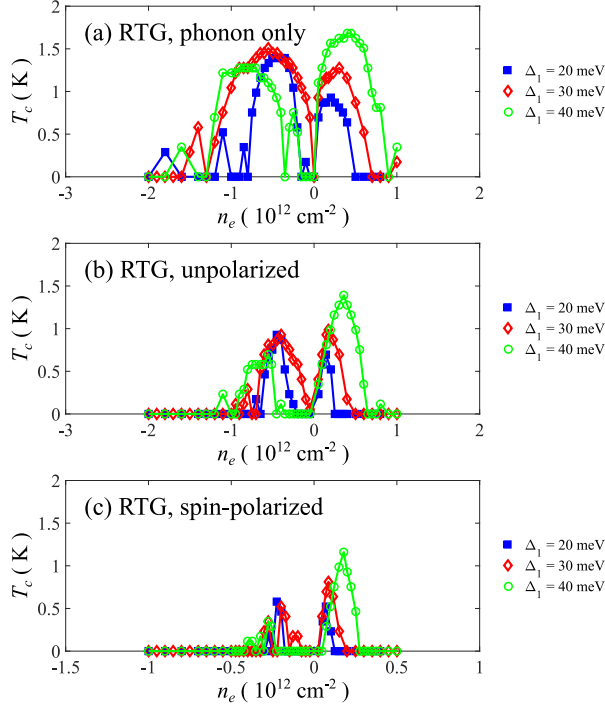 (a) RTG, phonon only
2
1.5
1
0.5
0
T_c ( K )
-3 -2 -1 0 1 2
n_e ( 10^12 cm^-2 )
Δ_1 = 20 meV
Δ_1 = 30 meV
Δ_1 = 40 meV
(b) RTG, unpolarized
2
1.5
1
0.5
0
T_c ( K )
-3 -2 -1 0 1 2
n_e ( 10^12 cm^-2 )
Δ_1 = 20 meV
Δ_1 = 30 meV
Δ_1 = 40 meV
(c) RTG, spin-polarized
2
1.5
1
0.5
0
T_c ( K )
-1.5 -1 -0.5 0 0.5 1
n_e ( 10^12 cm^-2 )
Δ_1 = 20 meV
Δ_1 = 30 meV
Δ_1 = 40 meV